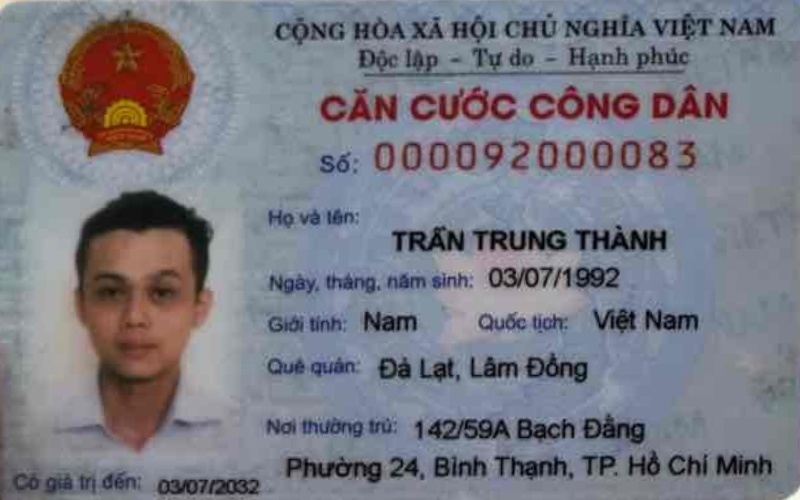 CỘNG HÒA XÃ HỘI CHỦ NGHĨA VIỆT NAM
Độc lập - Tự do - Hạnh phúc
CĂN CƯỚC CÔNG DÂN
Số: 000092000083
Họ và tên:
TRẤN TRUNG THÀNH
Ngày, tháng, năm sinh: 03/07/1992
Giới tính: Nam Quốc tịch: Việt Nam
Quê quán: Đà Lạt, Lâm Đồng
Nơi thường trú: 142/59A Bạch Đằng
Phường 24, Bình Thạnh, TP. Hồ Chí Minh
Có giá trị đến: 03/07/2032